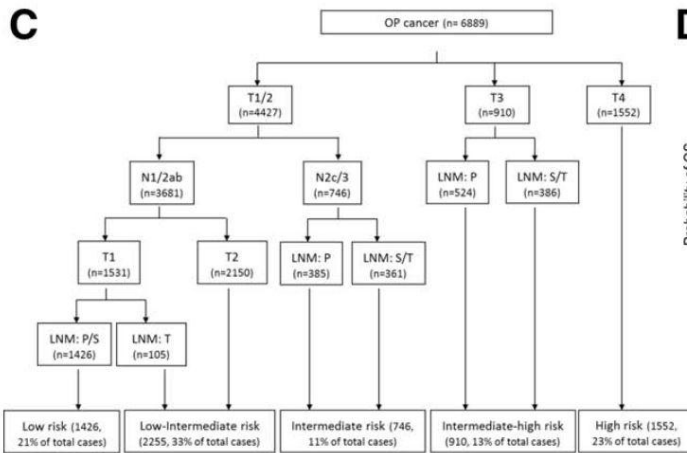 C
OP cancer (n= 6889)
T1/2
(n=4427)
T3
(n=910)
T4
(n=1552)
N1/2ab
(n=3681)
N2c/3
(n=746)
LNM: P
(n=524)
LNM: S/T
(n=386)
T1
(n=1531)
T2
(n=2150)
LNM: P
(n=385)
LNM: S/T
(n=361)
LNM: P/S
(n=1426)
LNM: T
(n=105)
Low risk (1426,
21% of total cases)
Low-Intermediate risk
(2255, 33% of total cases)
Intermediate risk (746,
11% of total cases)
Intermediate-high risk
(910, 13% of total cases)
High risk (1552,
23% of total cases)